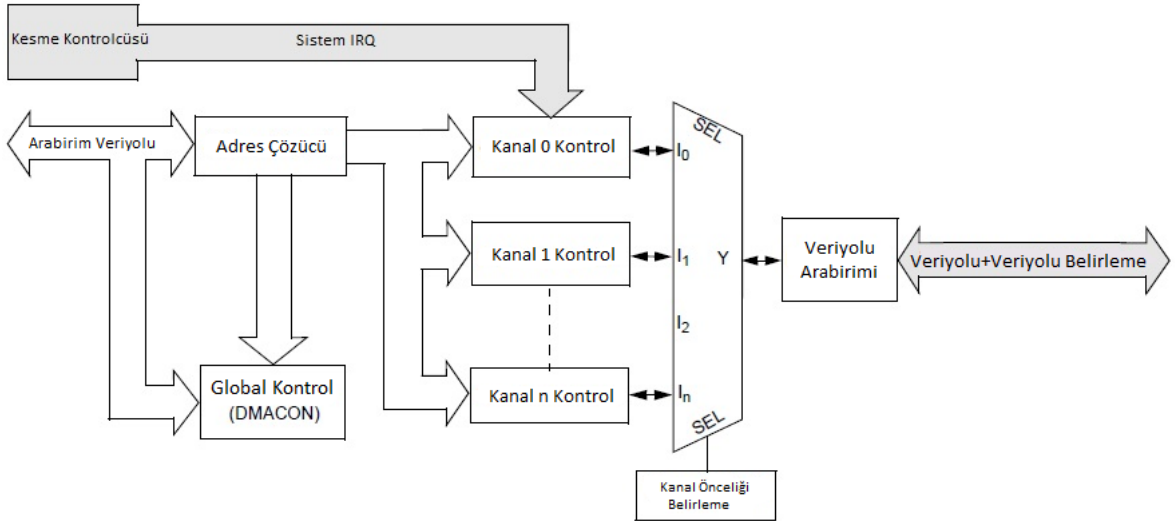 Kesme Kontrolcüsü
Sistem IRQ
Arabirim Veriyolu
Adres Çözücü
Kanal 0 Kontrol
SEL
I0
Kanal 1 Kontrol
I1
Y
Veriyolu
Arabirimi
Veriyolu+Veriyolu Belirleme
I2
Global Kontrol
(DMACON)
Kanal n Kontrol
In
SEL
Kanal Önceliği
Belirleme